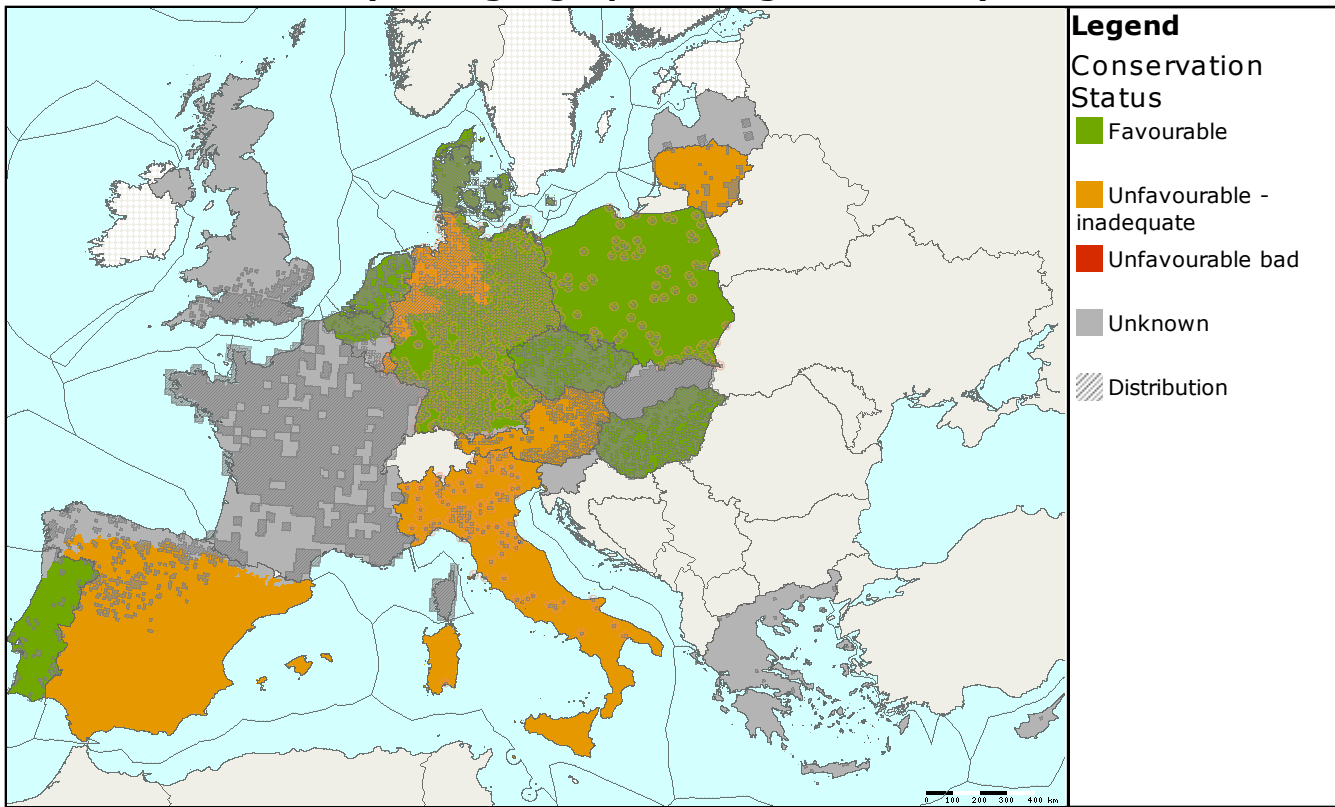 Legend
Conservation
Status
Favourable
Unfavourable -
inadequate
Unfavourable bad
Unknown
Distribution
0 100 200 300 400 km